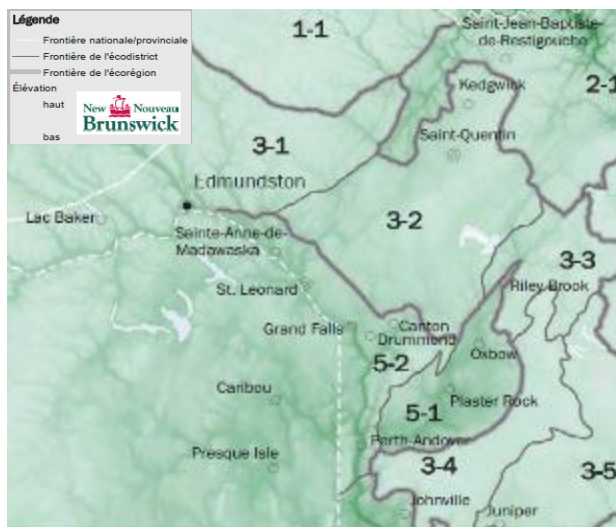 Légende
Frontière nationale/provinciale
Frontière de l'écodistrict
Frontière de l'écorégion
Élévation
haut
New Nouveau
Brunswick
bas
1-1
Saint-Jean-Baptiste-
de-Restigouche
Kedgwick
2-1
Saint-Quentin
3-1
Edmundston
Lac Baker
3-2
Sainte-Anne-de-
Madawaska
3-3
Riley Brook
St. Leonard
Grand Falls
Canton
Drummond
Oxbow
5-2
Caribou
Plaster Rock
5-1
Perth-Andover
Presque Isle
3-4
3-5
Johnville
Juniper